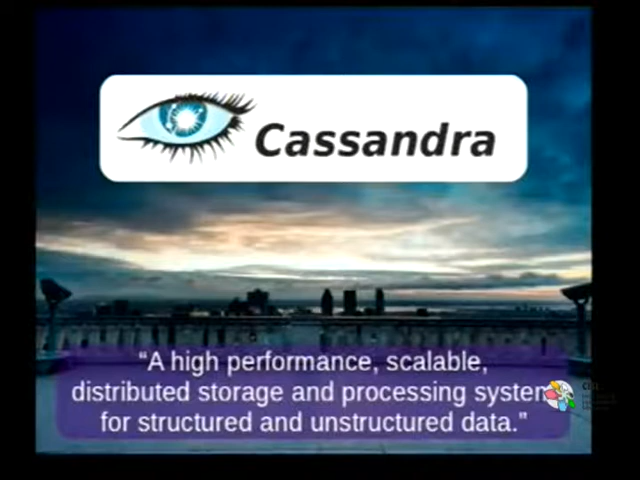 Cassandra
“A high performance, scalable,
distributed storage and processing system
for structured and unstructured data.”